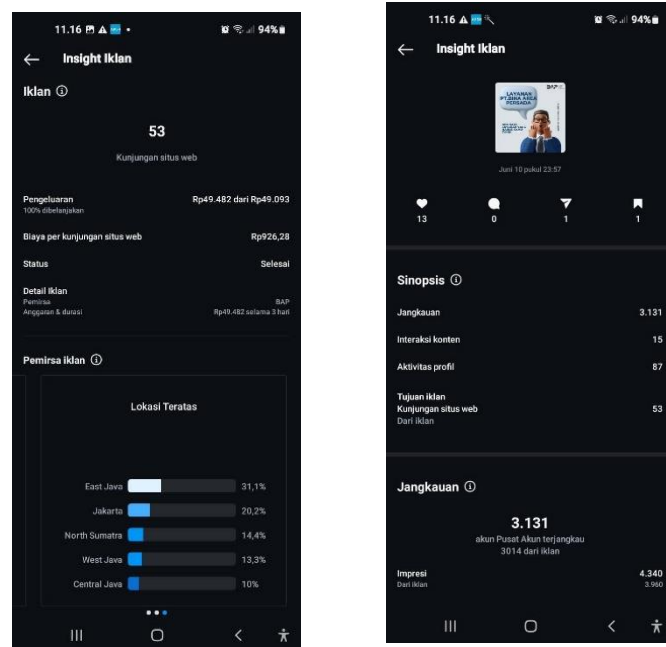 11.16
94%
Insight Iklan
Iklan
53
Kunjungan situs web
Pengeluaran
Rp49.482 dari Rp49.093
100% dibelanjakan
Biaya per kunjungan situs web
Rp926,28
Status
Selesai
Detail Iklan
Pemirsa
BAP
Anggaran & durasi
Rp49.482 selama 3 hari
Pemirsa iklan
Lokasi Teratas
East Java
31,1%
Jakarta
20,2%
North Sumatra
14,4%
West Java
13,3%
Central Java
10%
11.16
94%
Insight Iklan
BAP
LAYANAN
PT.BINA AREA
PERSADA
Juni 10 pukul 23:57
13
0
1
1
Sinopsis
Jangkauan
3.131
Interaksi konten
15
Aktivitas profil
87
Tujuan iklan
Kunjungan situs web
53
Dari iklan
Jangkauan
3.131
akun Pusat Akun terjangkau
3014 dari iklan
Impresi
4.340
Dari iklan
3.960